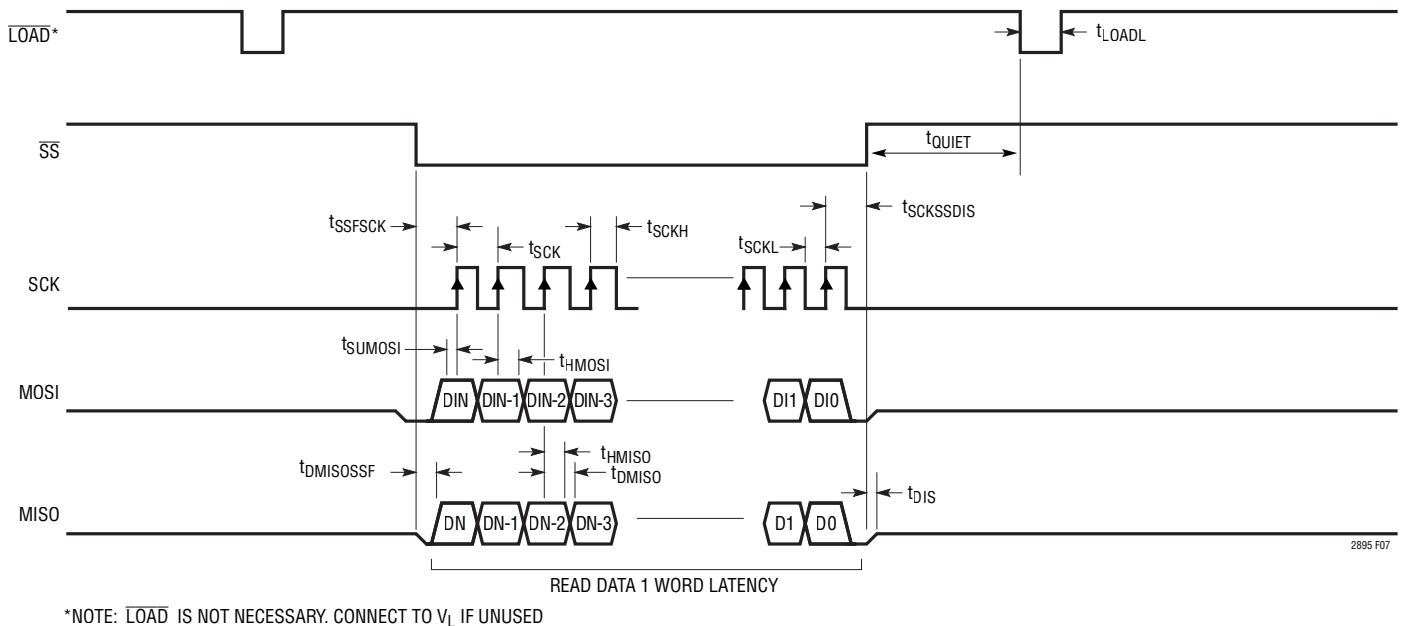 LOAD*
tLOADL
SS
tQUIET
tSCKSSDIS
tSSFSCK
tSCK
tSCKH
tSCKL
SCK
tSUMOSI
tHMOSI
MOSI
DIN DIN-1 DIN-2 DIN-3 DI1 DI0
tHMISO
tDMISOSSF
tDMISO
tDIS
MISO
DN DN-1 DN-2 DN-3 D1 D0
2895 F07
READ DATA 1 WORD LATENCY
*NOTE: LOAD IS NOT NECESSARY. CONNECT TO VL IF UNUSED